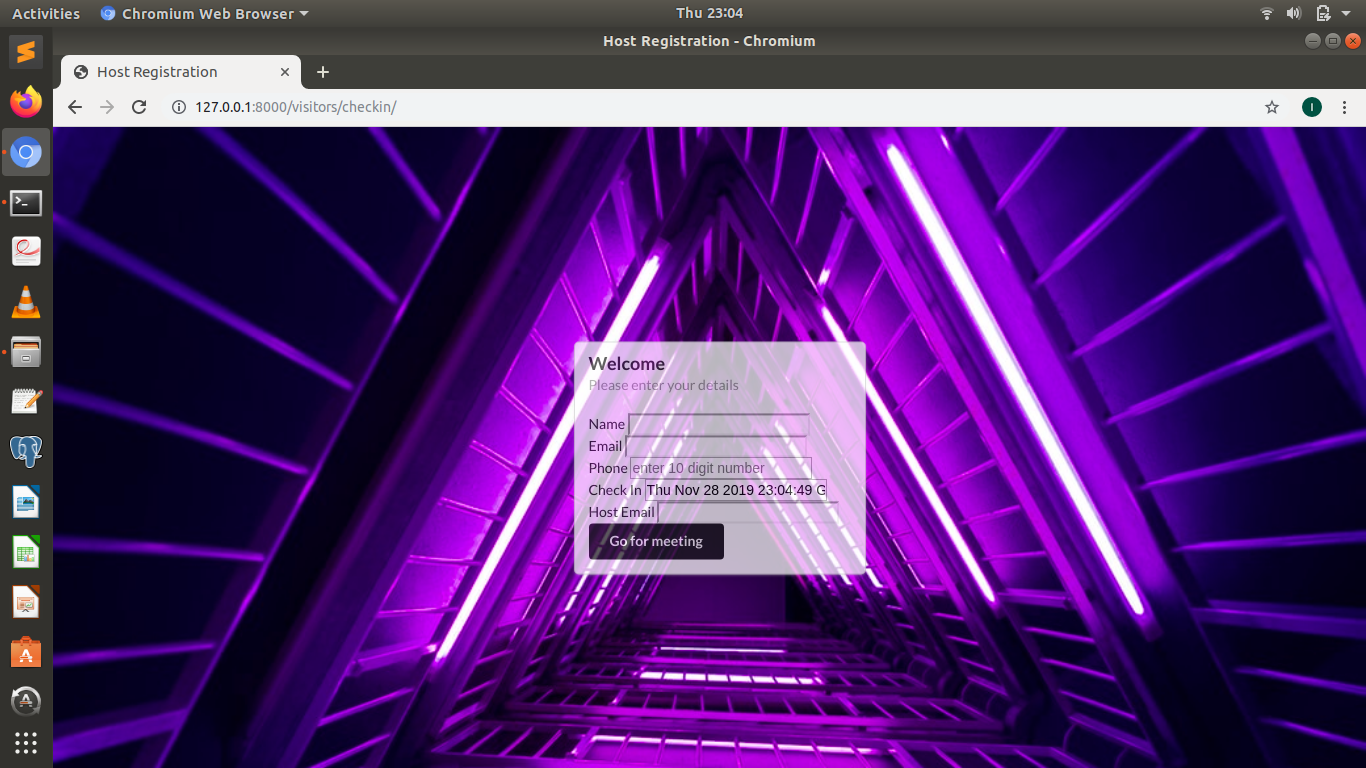 Activities Chromium Web Browser Thu 23:04
Host Registration - Chromium
Host Registration
127.0.0.1:8000/visitors/checkin/
I
Welcome
Please enter your details
Name
Email
Phone enter 10 digit number
Check In Thu Nov 28 2019 23:04:49 G
Host Email
Go for meeting